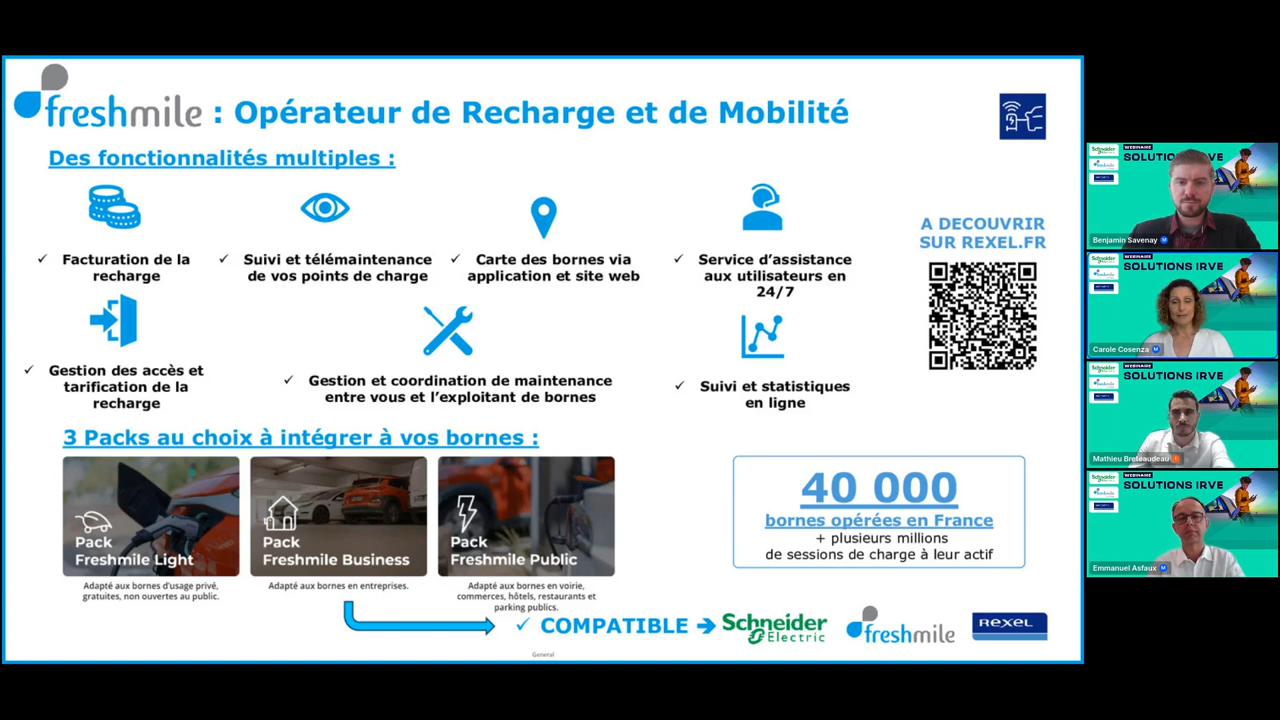 freshmile : Opérateur de Recharge et de Mobilité
Des fonctionnalités multiples :
✓ Facturation de la
recharge
✓ Suivi et télémaintenance
de vos points de charge
✓ Carte des bornes via
application et site web
✓ Service d'assistance
aux utilisateurs en
24/7
A DECOUVRIR
SUR REXEL.FR
✓ Gestion des accès et
tarification de la
recharge
✓ Gestion et coordination de maintenance
entre vous et l'exploitant de bornes
✓ Suivi et statistiques
en ligne
3 Packs au choix à intégrer à vos bornes :
Pack
Freshmile Light
Adapté aux bornes d'usage privé,
gratuites, non ouvertes au public.
Pack
Freshmile Business
Adapté aux bornes en entreprises.
Pack
Freshmile Public
Adapté aux bornes en voirie,
commerces, hôtels, restaurants et
parking publics.
40 000
bornes opérées en France
+ plusieurs millions
de sessions de charge à leur actif
✓ COMPATIBLE ➔ Schneider
Electric
freshmile
REXEL
General
Schneider
Electric
WEBINAIRE
SOLUTIONS IRVE
Benjamin Savenay M
SOLUTIONS IRVE
Carole Cosenza M
SOLUTIONS IRVE
Mathieu Breteaudeau
WEBINAIRE
SOLUTIONS IRVE
Emmanuel Asfaux M